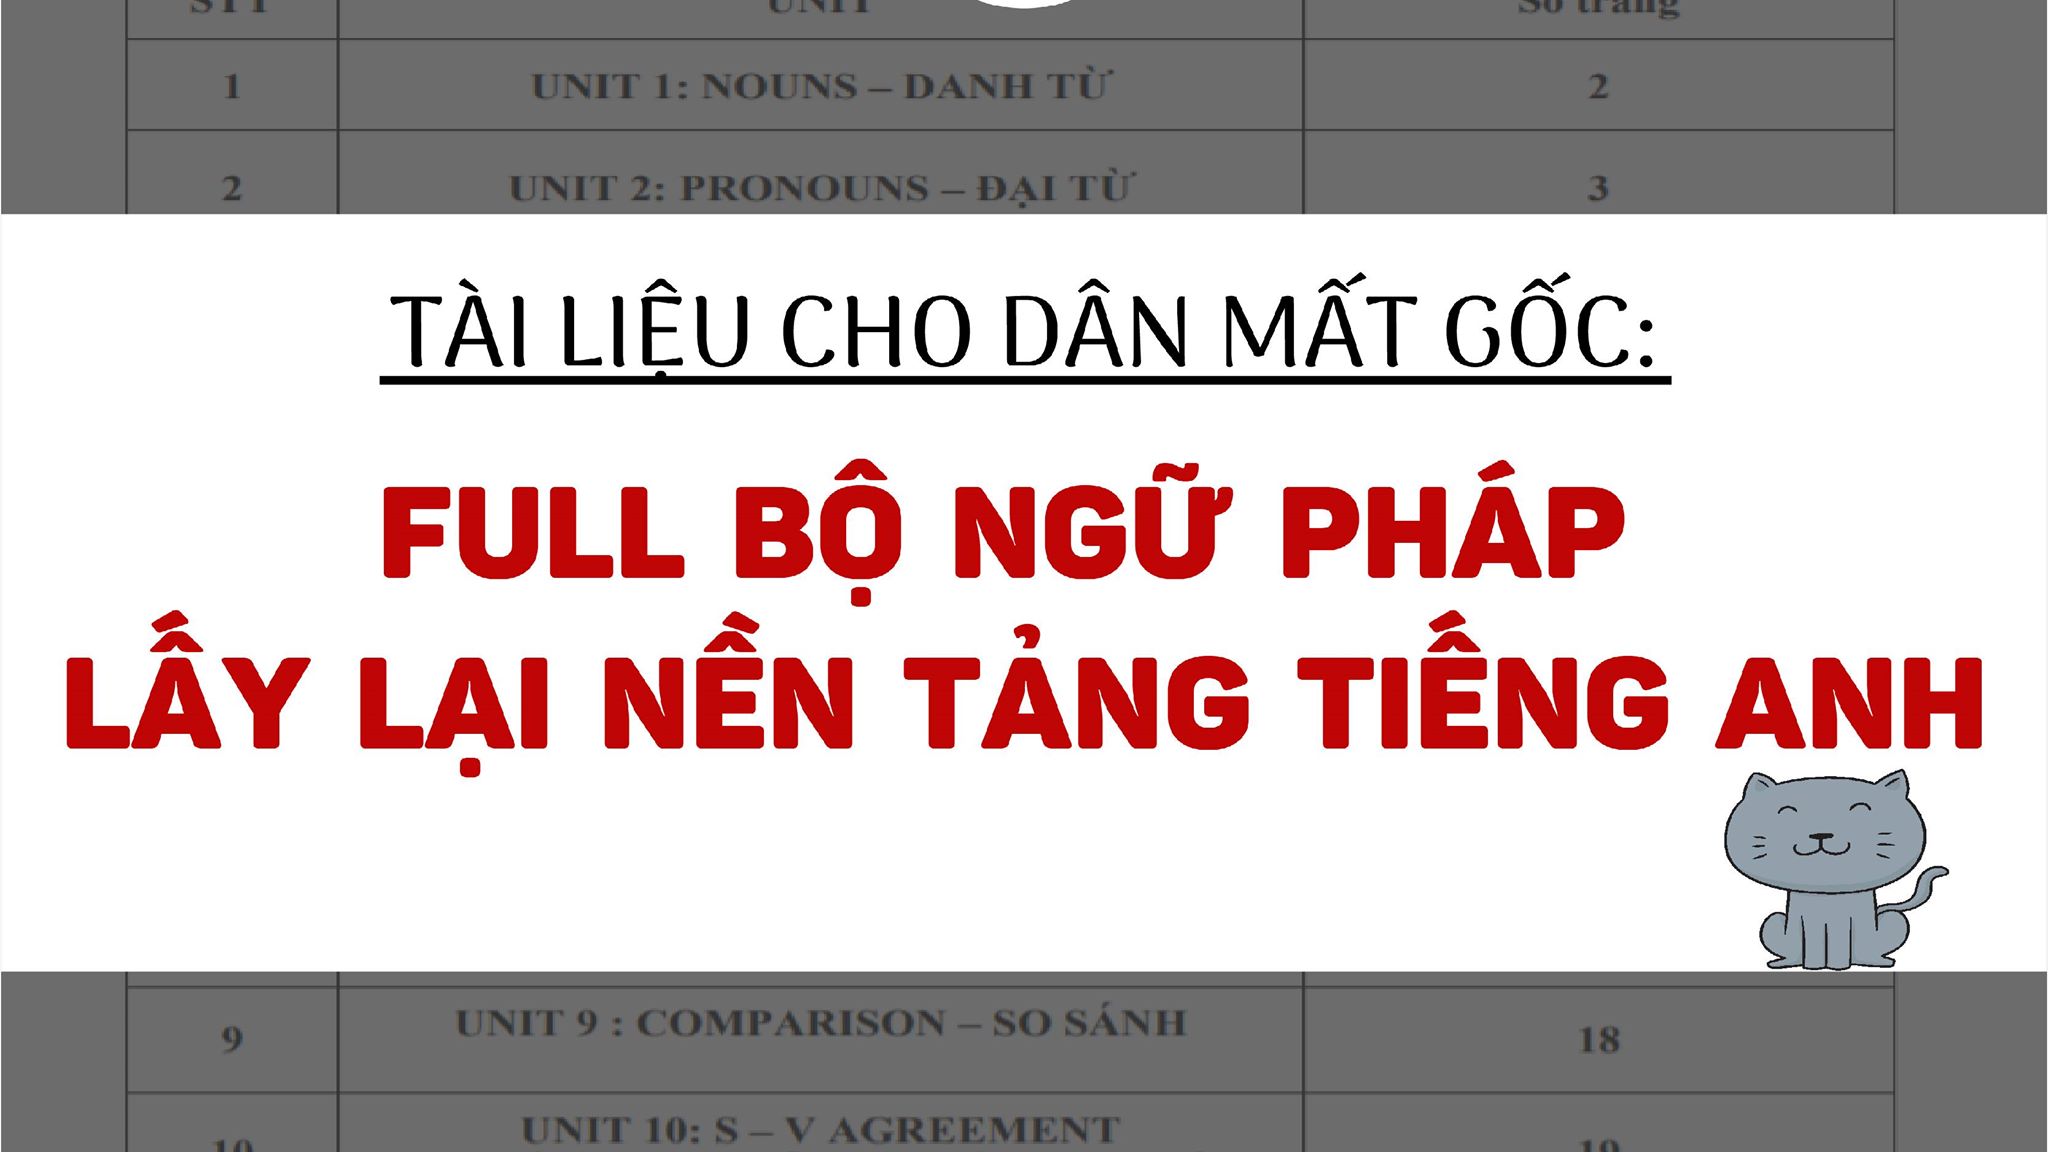 STT UNIT Số trang
1 UNIT 1: NOUNS – DANH TỪ 2
2 UNIT 2: PRONOUNS – ĐẠI TỪ 3
TÀI LIỆU CHO DÂN MẤT GỐC:
FULL BỘ NGỮ PHÁP
LẤY LẠI NỀN TẢNG TIẾNG ANH
9 UNIT 9 : COMPARISON – SO SÁNH 18
10 UNIT 10: S – V AGREEMENT 19